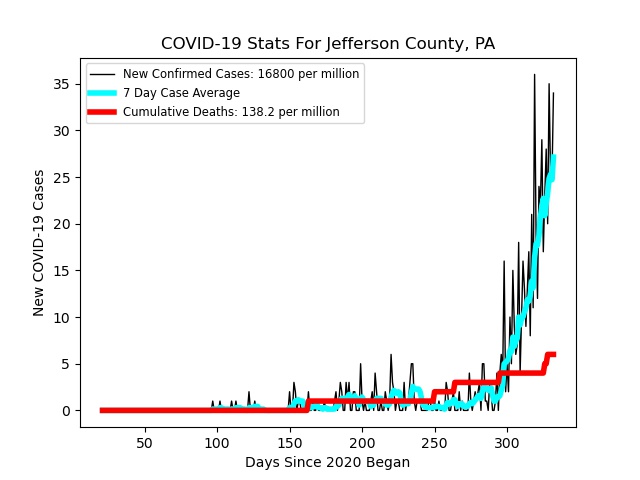 COVID-19 Stats For Jefferson County, PA
New Confirmed Cases: 16800 per million
7 Day Case Average
Cumulative Deaths: 138.2 per million
New COVID-19 Cases
35
30
25
20
15
10
5
0
50
100
150
200
250
300
Days Since 2020 Began